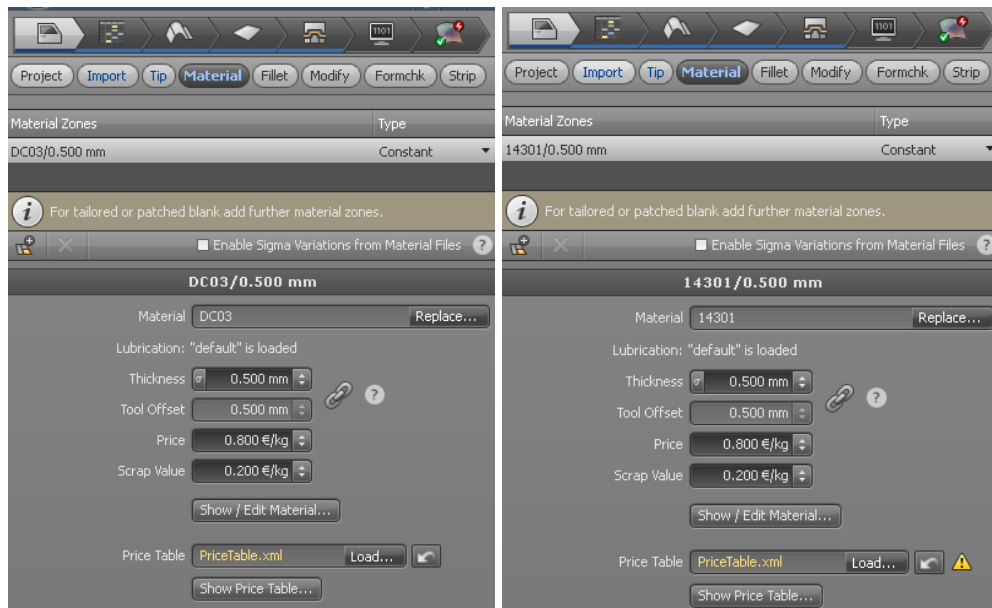 1101
Project Import Tip Material Fillet Modify Formchk Strip
Material Zones Type
DC03/0.500 mm Constant
i For tailored or patched blank add further material zones.
Enable Sigma Variations from Material Files ?
DC03/0.500 mm
Material DC03 Replace...
Lubrication: "default" is loaded
Thickness σ 0.500 mm
?
Tool Offset 0.500 mm
Price 0.800 €/kg
Scrap Value 0.200 €/kg
Show / Edit Material...
Price Table PriceTable.xml Load...
Show Price Table...
1101
Project Import Tip Material Fillet Modify Formchk Strip
Material Zones Type
14301/0.500 mm Constant
i For tailored or patched blank add further material zones.
Enable Sigma Variations from Material Files ?
14301/0.500 mm
Material 14301 Replace...
Lubrication: "default" is loaded
Thickness σ 0.500 mm
?
Tool Offset 0.500 mm
Price 0.800 €/kg
Scrap Value 0.200 €/kg
Show / Edit Material...
Price Table PriceTable.xml Load...
Show Price Table...